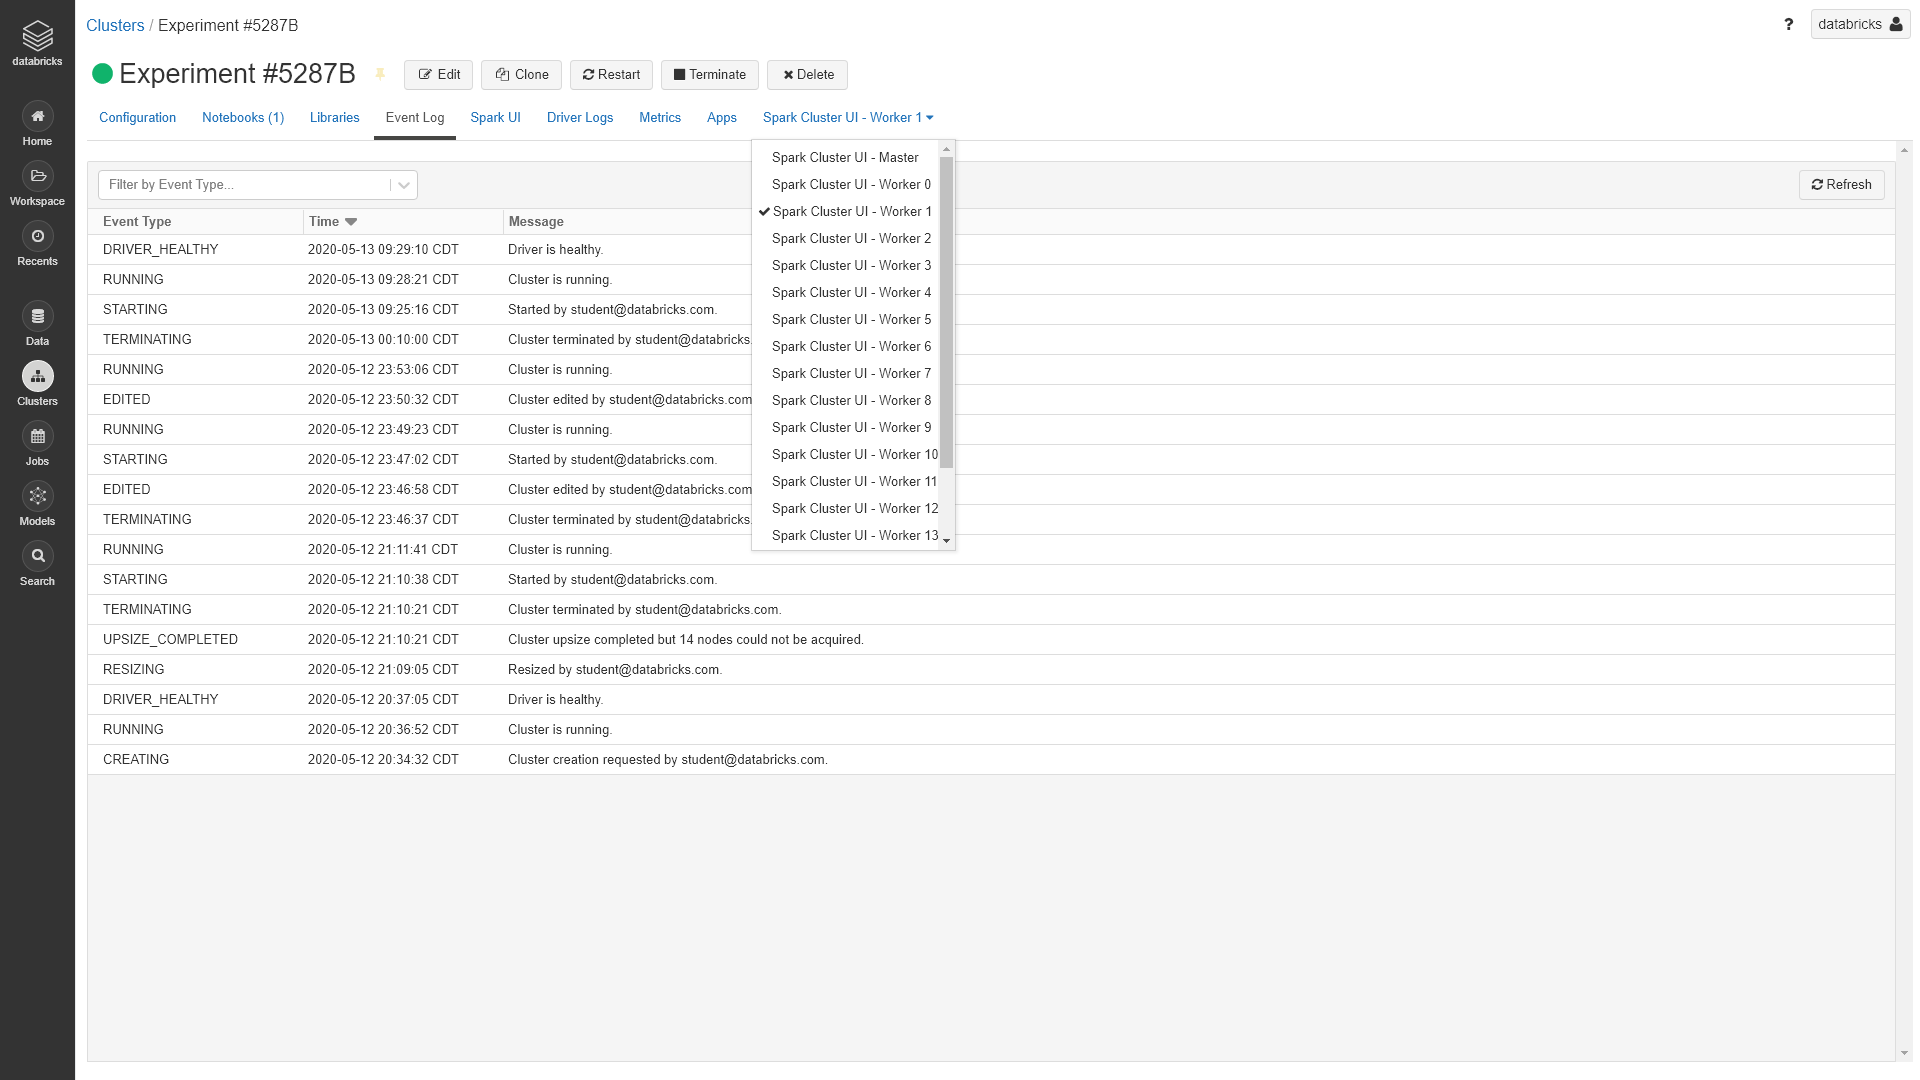 databricks
Home
Workspace
Recents
Data
Clusters
Jobs
Models
Search
Clusters / Experiment #5287B
? databricks
Experiment #5287B
Edit Clone Restart Terminate Delete
Configuration Notebooks (1) Libraries Event Log Spark UI Driver Logs Metrics Apps Spark Cluster UI - Worker 1
Spark Cluster UI - Master
Spark Cluster UI - Worker 0
Spark Cluster UI - Worker 1
Spark Cluster UI - Worker 2
Spark Cluster UI - Worker 3
Spark Cluster UI - Worker 4
Spark Cluster UI - Worker 5
Spark Cluster UI - Worker 6
Spark Cluster UI - Worker 7
Spark Cluster UI - Worker 8
Spark Cluster UI - Worker 9
Spark Cluster UI - Worker 10
Spark Cluster UI - Worker 11
Spark Cluster UI - Worker 12
Spark Cluster UI - Worker 13
Filter by Event Type...
Refresh
Event Type Time Message
DRIVER_HEALTHY 2020-05-13 09:29:10 CDT Driver is healthy.
RUNNING 2020-05-13 09:28:21 CDT Cluster is running.
STARTING 2020-05-13 09:25:16 CDT Started by student@databricks.com.
TERMINATING 2020-05-13 00:10:00 CDT Cluster terminated by student@databricks.
RUNNING 2020-05-12 23:53:06 CDT Cluster is running.
EDITED 2020-05-12 23:50:32 CDT Cluster edited by student@databricks.com
RUNNING 2020-05-12 23:49:23 CDT Cluster is running.
STARTING 2020-05-12 23:47:02 CDT Started by student@databricks.com.
EDITED 2020-05-12 23:46:58 CDT Cluster edited by student@databricks.com
TERMINATING 2020-05-12 23:46:37 CDT Cluster terminated by student@databricks.
RUNNING 2020-05-12 21:11:41 CDT Cluster is running.
STARTING 2020-05-12 21:10:38 CDT Started by student@databricks.com.
TERMINATING 2020-05-12 21:10:21 CDT Cluster terminated by student@databricks.com.
UPSIZE_COMPLETED 2020-05-12 21:10:21 CDT Cluster upsize completed but 14 nodes could not be acquired.
RESIZING 2020-05-12 21:09:05 CDT Resized by student@databricks.com.
DRIVER_HEALTHY 2020-05-12 20:37:05 CDT Driver is healthy.
RUNNING 2020-05-12 20:36:52 CDT Cluster is running.
CREATING 2020-05-12 20:34:32 CDT Cluster creation requested by student@databricks.com.